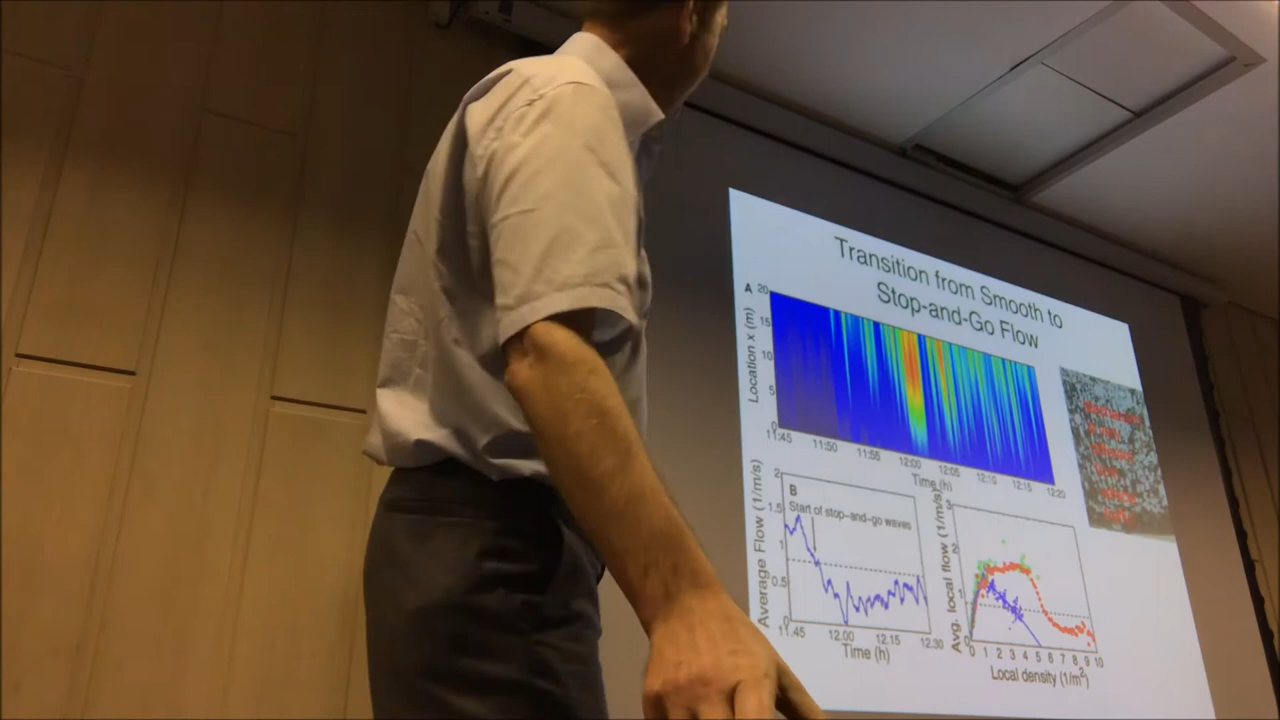 Transition from Smooth to
Stop-and-Go Flow
A
Location x (m)
20
15
10
5
0
11:45 11:50 11:55 12:00 12:05 12:10 12:15 12:20
Time (h)
B
Start of stop-and-go waves
Average Flow (1/m/s)
2
1.5
1
0.5
0
11.45 12.00 12.15 12.30
Time (h)
Avg. local flow (1/m/s)
3
2
1
0
0 1 2 3 4 5 6 7 8 9 10
Local density (1/m²)